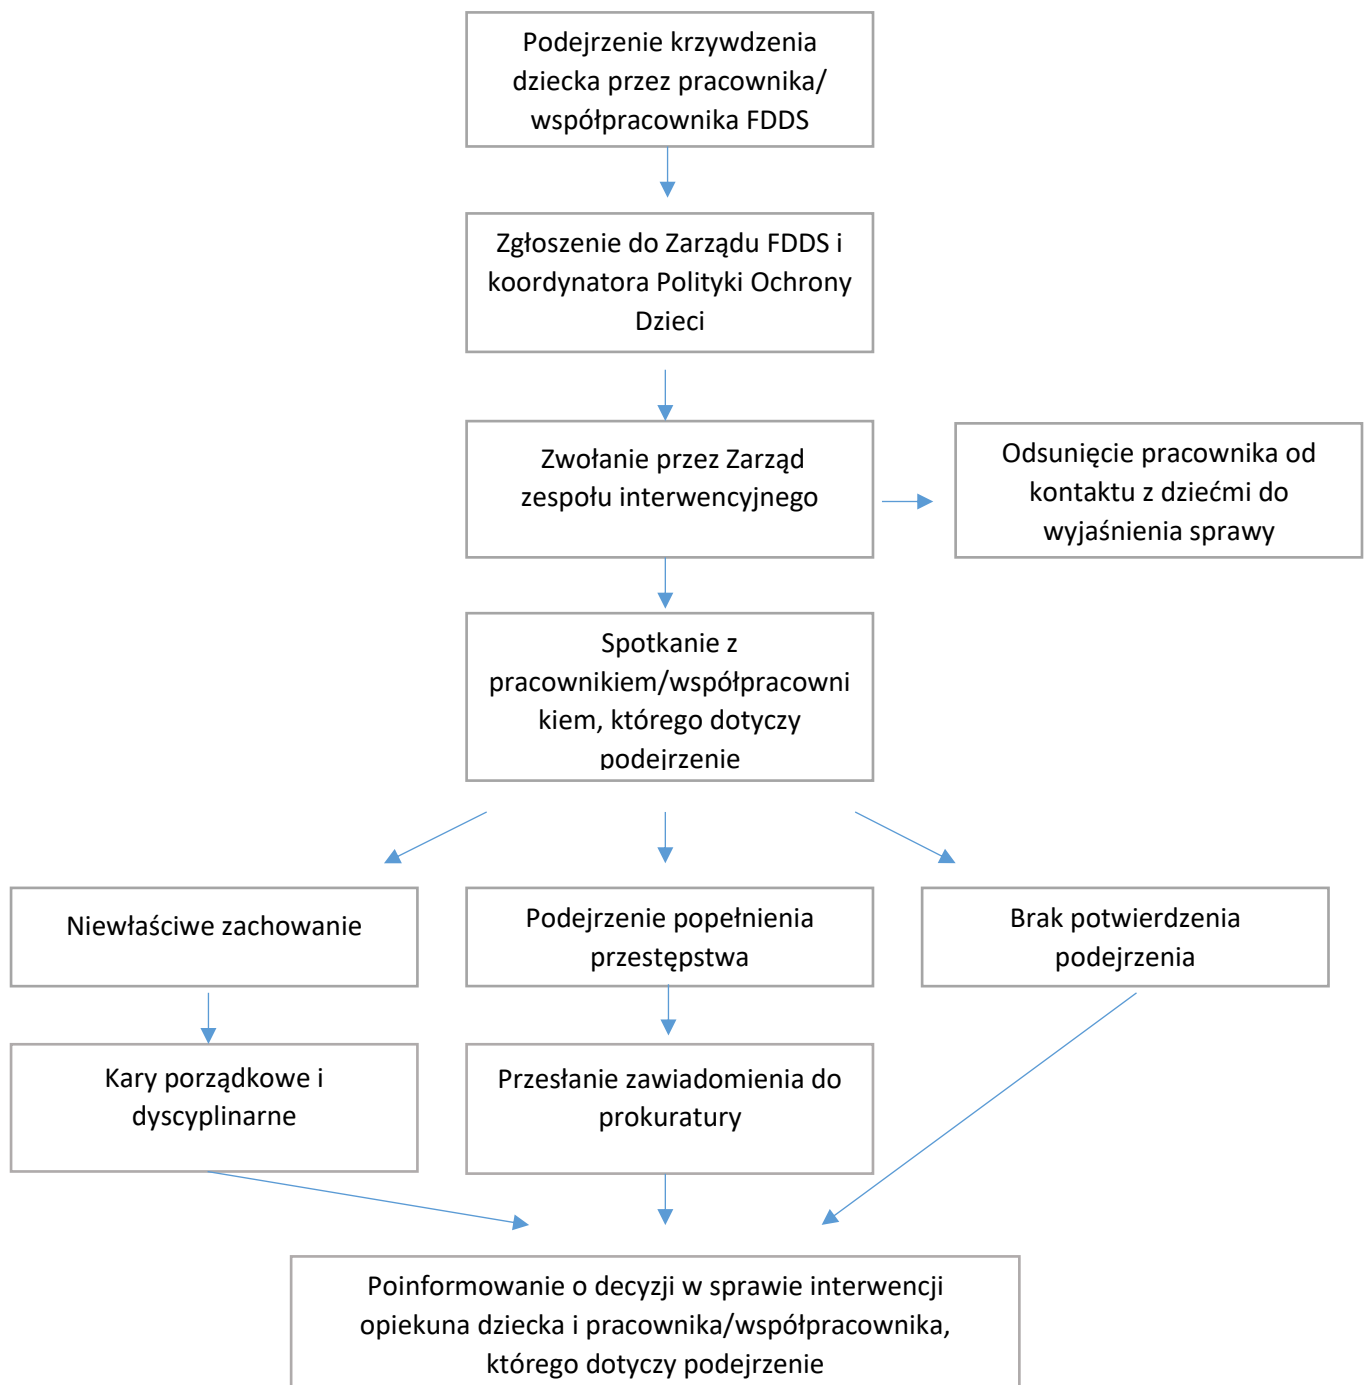 Podejrzenie krzywdzenia
dziecka przez pracownika/
współpracownika FDDS
Zgłoszenie do Zarządu FDDS i
koordynatora Polityki Ochrony
Dzieci
Zwołanie przez Zarząd
zespołu interwencyjnego
Odsunięcie pracownika od
kontaktu z dziećmi do
wyjaśnienia sprawy
Spotkanie z
pracownikiem/współpracowni
kiem, którego dotyczy
podejrzenie
Niewłaściwe zachowanie
Podejrzenie popełnienia
przestępstwa
Brak potwierdzenia
podejrzenia
Kary porządkowe i
dyscyplinarne
Przesłanie zawiadomienia do
prokuratury
Poinformowanie o decyzji w sprawie interwencji
opiekuna dziecka i pracownika/współpracownika,
którego dotyczy podejrzenie